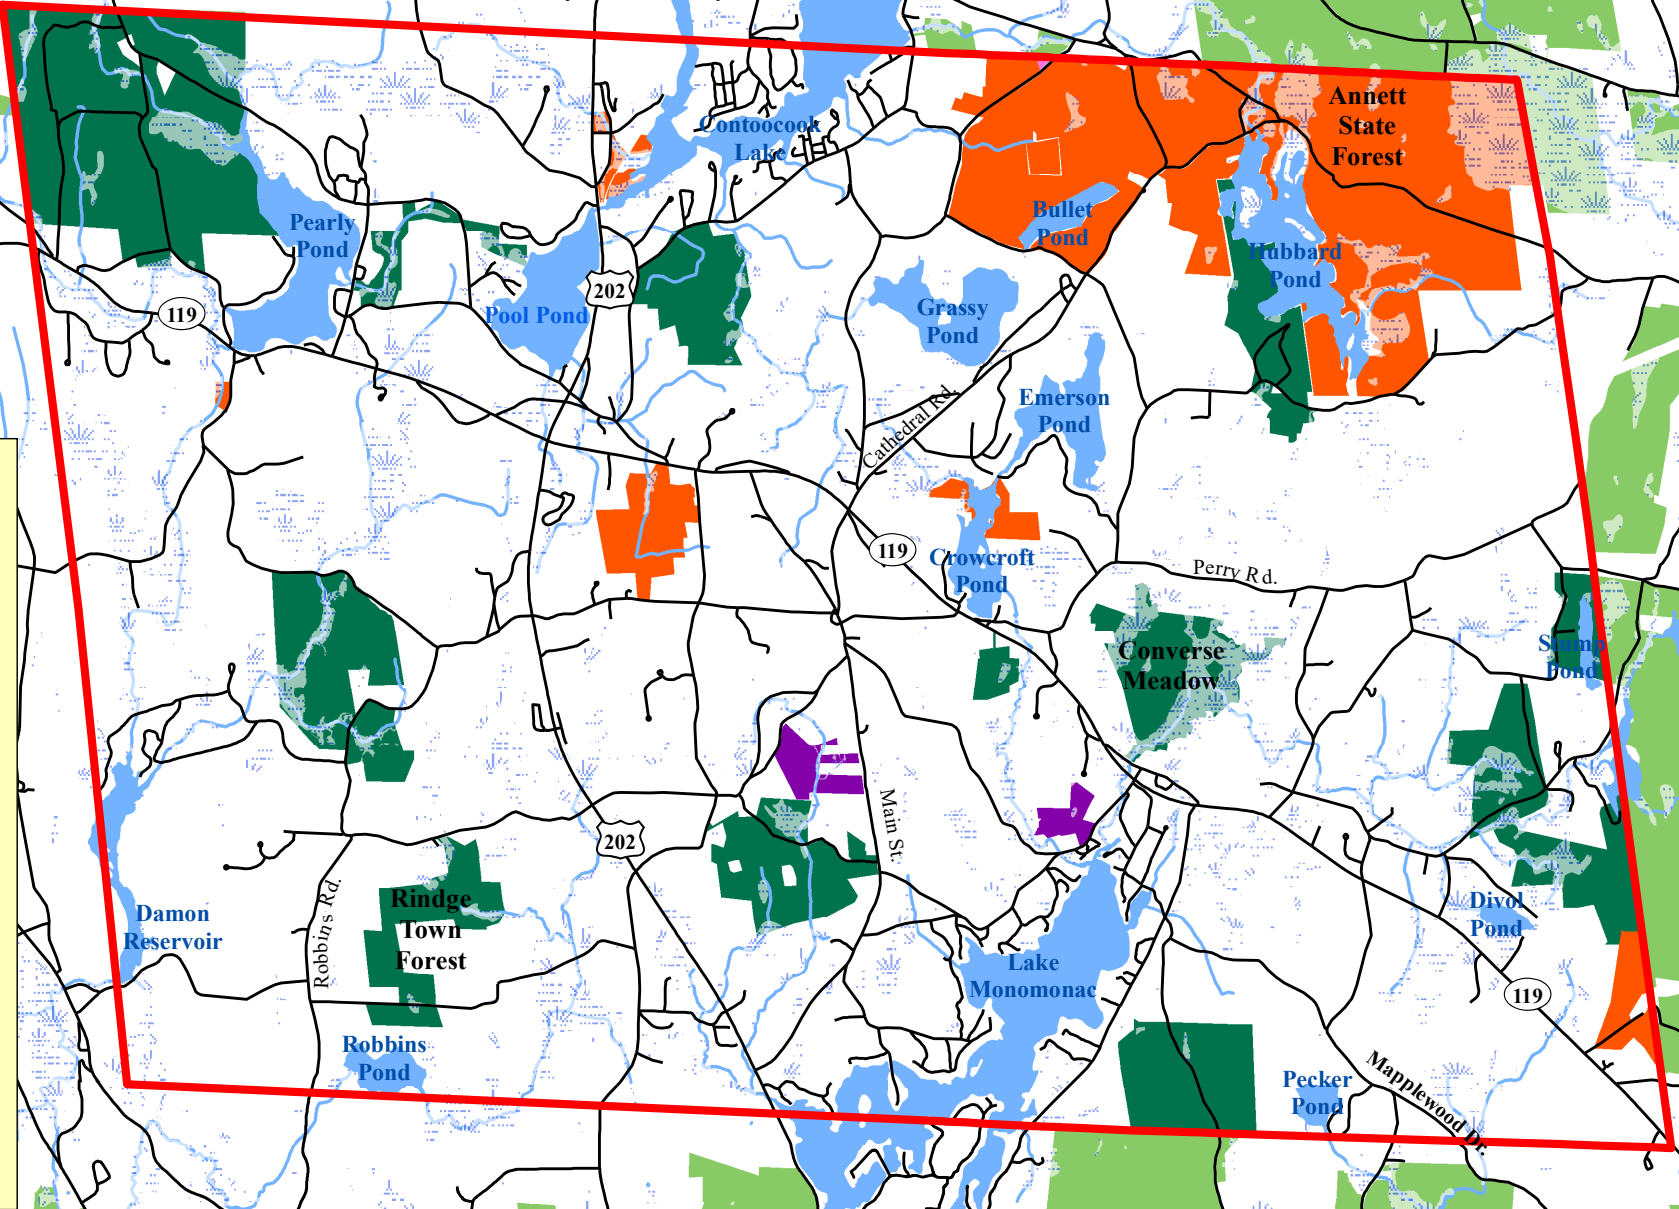 Annett
State
Forest
Contoocook
Lake
Pearly
Pond
Bullet
Pond
Hubbard
Pond
202
119
Pool Pond
Grassy
Pond
Emerson
Pond
Cathedral Rd.
119
Crowcroft
Pond
Perry Rd.
Converse
Meadow
Stump
Pond
Main St.
202
Robbins Rd.
Rindge
Town
Forest
Damon
Reservoir
Divol
Pond
Lake
Monomonac
119
Robbins
Pond
Pecker
Pond
Mapplewood Dr.